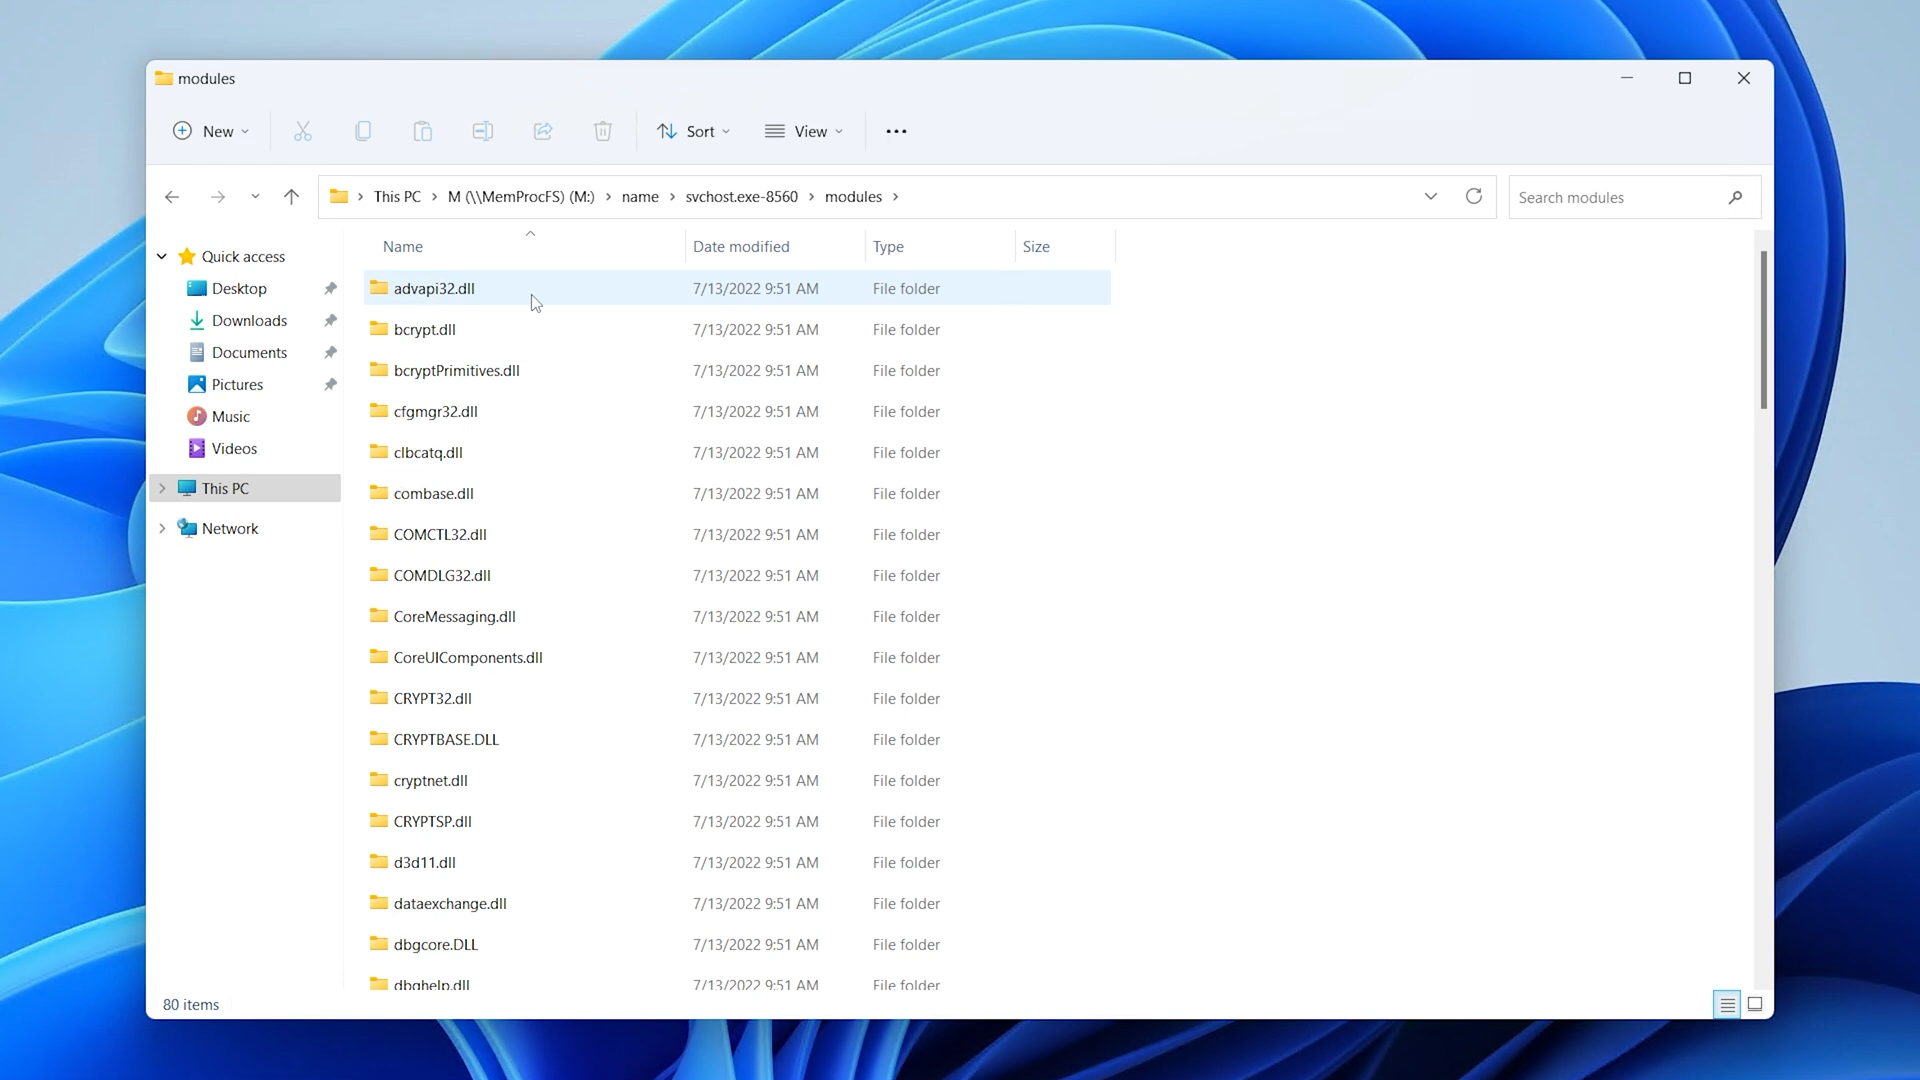 modules
New
Sort
View
This PC M (\\MemProcFS) (M:) name svchost.exe-8560 modules
Search modules
Quick access
Desktop
Downloads
Documents
Pictures
Music
Videos
This PC
Network
Name Date modified Type Size
advapi32.dll 7/13/2022 9:51 AM File folder
bcrypt.dll 7/13/2022 9:51 AM File folder
bcryptPrimitives.dll 7/13/2022 9:51 AM File folder
cfgmgr32.dll 7/13/2022 9:51 AM File folder
clbcatq.dll 7/13/2022 9:51 AM File folder
combase.dll 7/13/2022 9:51 AM File folder
COMCTL32.dll 7/13/2022 9:51 AM File folder
COMDLG32.dll 7/13/2022 9:51 AM File folder
CoreMessaging.dll 7/13/2022 9:51 AM File folder
CoreUIComponents.dll 7/13/2022 9:51 AM File folder
CRYPT32.dll 7/13/2022 9:51 AM File folder
CRYPTBASE.DLL 7/13/2022 9:51 AM File folder
cryptnet.dll 7/13/2022 9:51 AM File folder
CRYPTSP.dll 7/13/2022 9:51 AM File folder
d3d11.dll 7/13/2022 9:51 AM File folder
dataexchange.dll 7/13/2022 9:51 AM File folder
dbgcore.DLL 7/13/2022 9:51 AM File folder
dbghelp.dll 7/13/2022 9:51 AM File folder
80 items